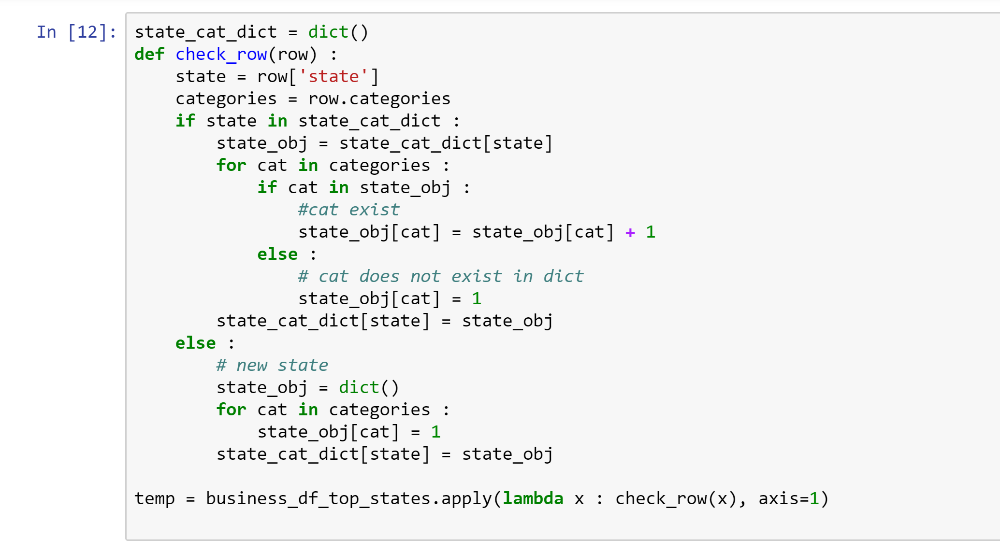 In [12]:
state_cat_dict = dict()
def check_row(row) :
    state = row['state']
    categories = row.categories
    if state in state_cat_dict :
        state_obj = state_cat_dict[state]
        for cat in categories :
            if cat in state_obj :
                #cat exist
                state_obj[cat] = state_obj[cat] + 1
            else :
                # cat does not exist in dict
                state_obj[cat] = 1
        state_cat_dict[state] = state_obj
    else :
        # new state
        state_obj = dict()
        for cat in categories :
            state_obj[cat] = 1
        state_cat_dict[state] = state_obj

temp = business_df_top_states.apply(lambda x : check_row(x), axis=1)